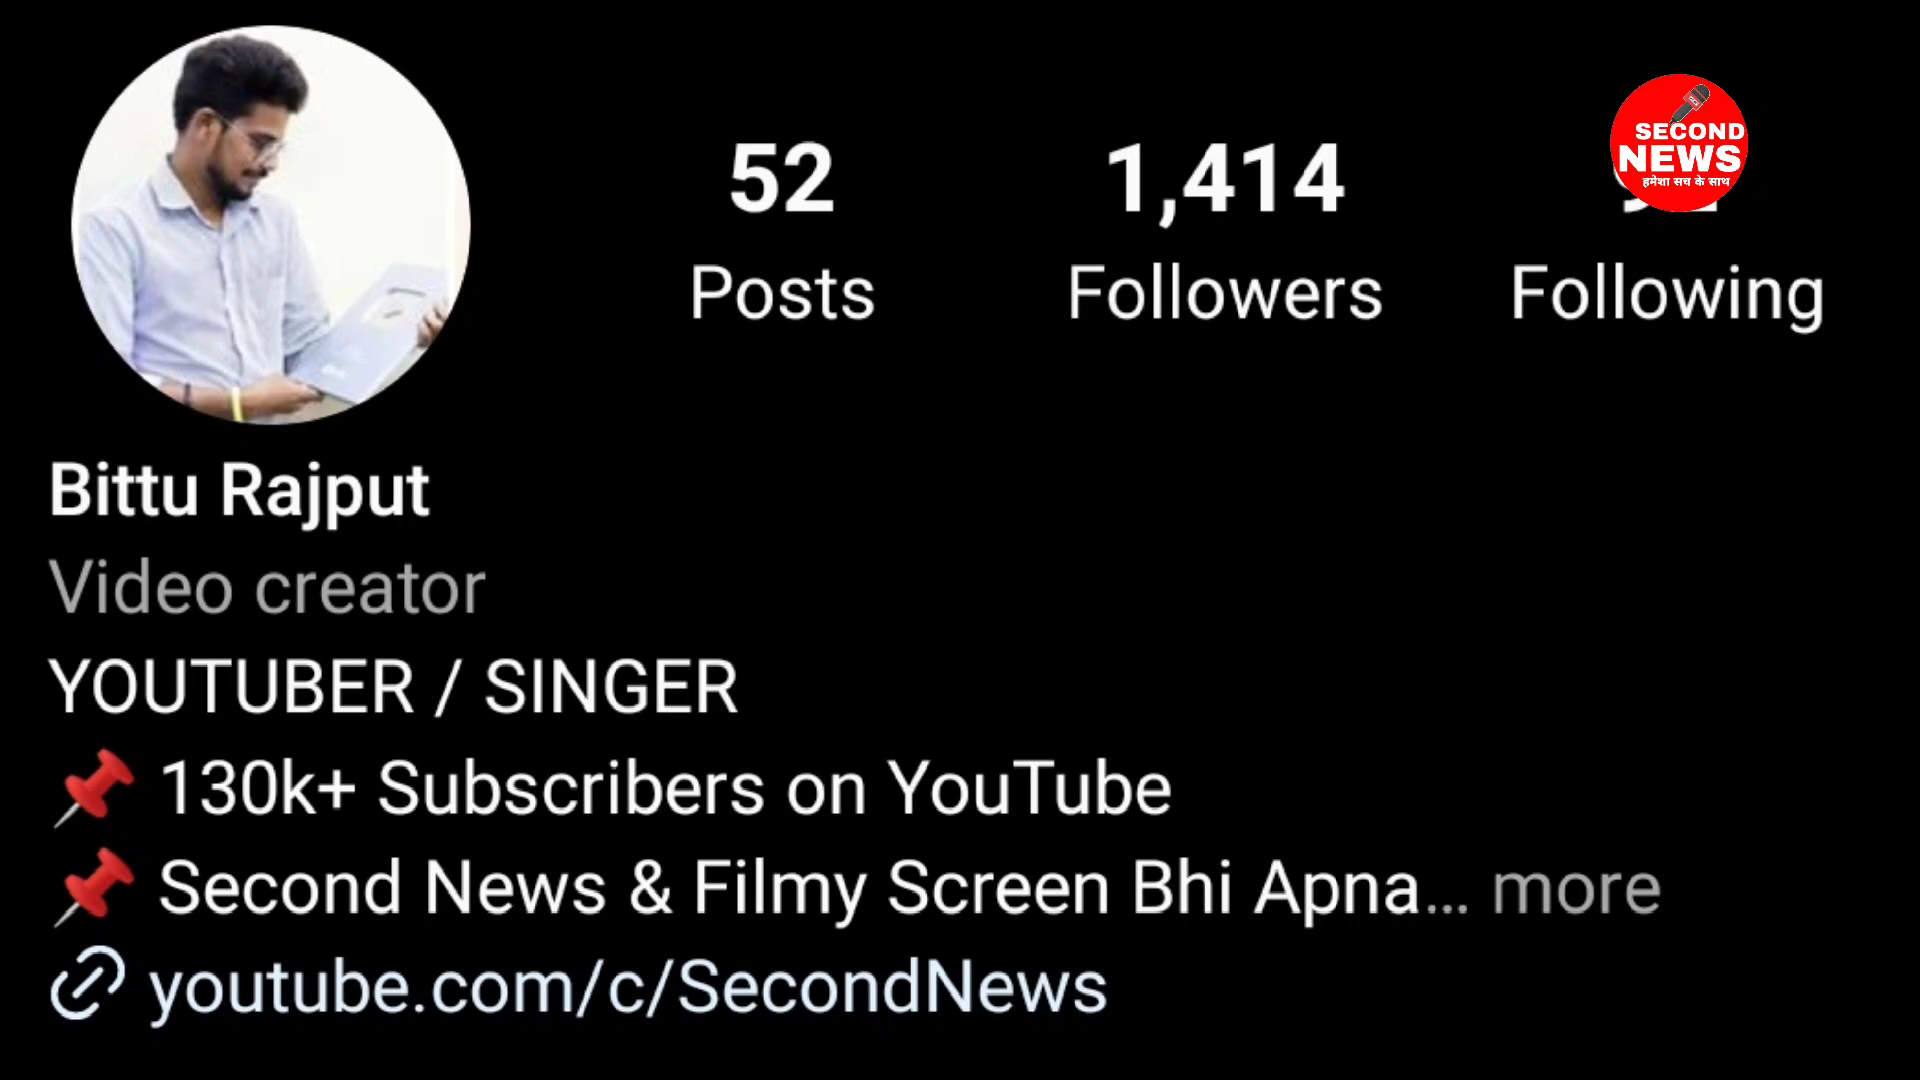 52
1,414
SECOND
NEWS
हमेशा सच के साथ
Posts
Followers
Following
Bittu Rajput
Video creator
YOUTUBER / SINGER
📌 130k+ Subscribers on YouTube
📌 Second News & Filmy Screen Bhi Apna... more
youtube.com/c/SecondNews